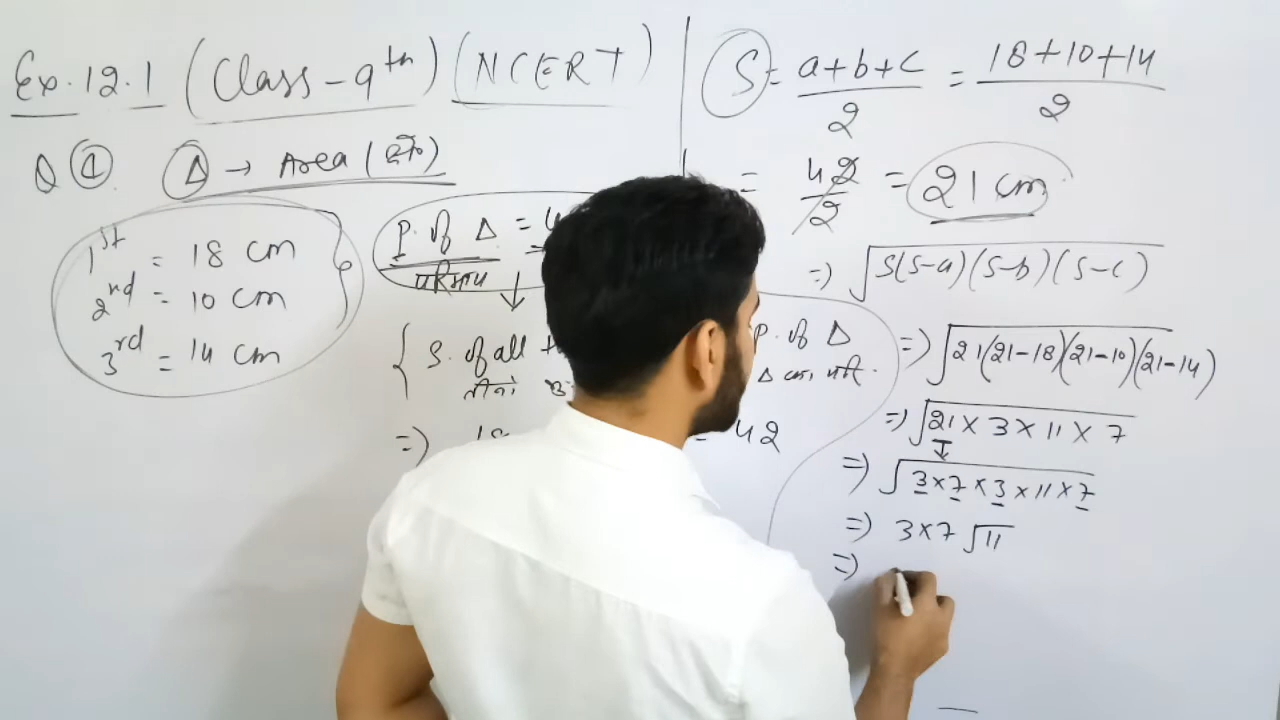 Ex. 12.1 (Class-9th) (NCERT)
Q ① Δ → Area (क्षे०)
1st = 18 cm
2nd = 10 cm
3rd = 14 cm
P. of Δ = 4
परिमाप
↓
{ S. of all
तीनों
P. of Δ
Δ का परि.
=> 18
= 42
S = a+b+c/2 = 18+10+14/2
= 42/2 = 21 cm
=> √S(S-a)(S-b)(S-c)
=> √21(21-18)(21-10)(21-14)
=> √21 × 3 × 11 × 7
=> √3×7×3×11×7
=> 3×7√11
=>